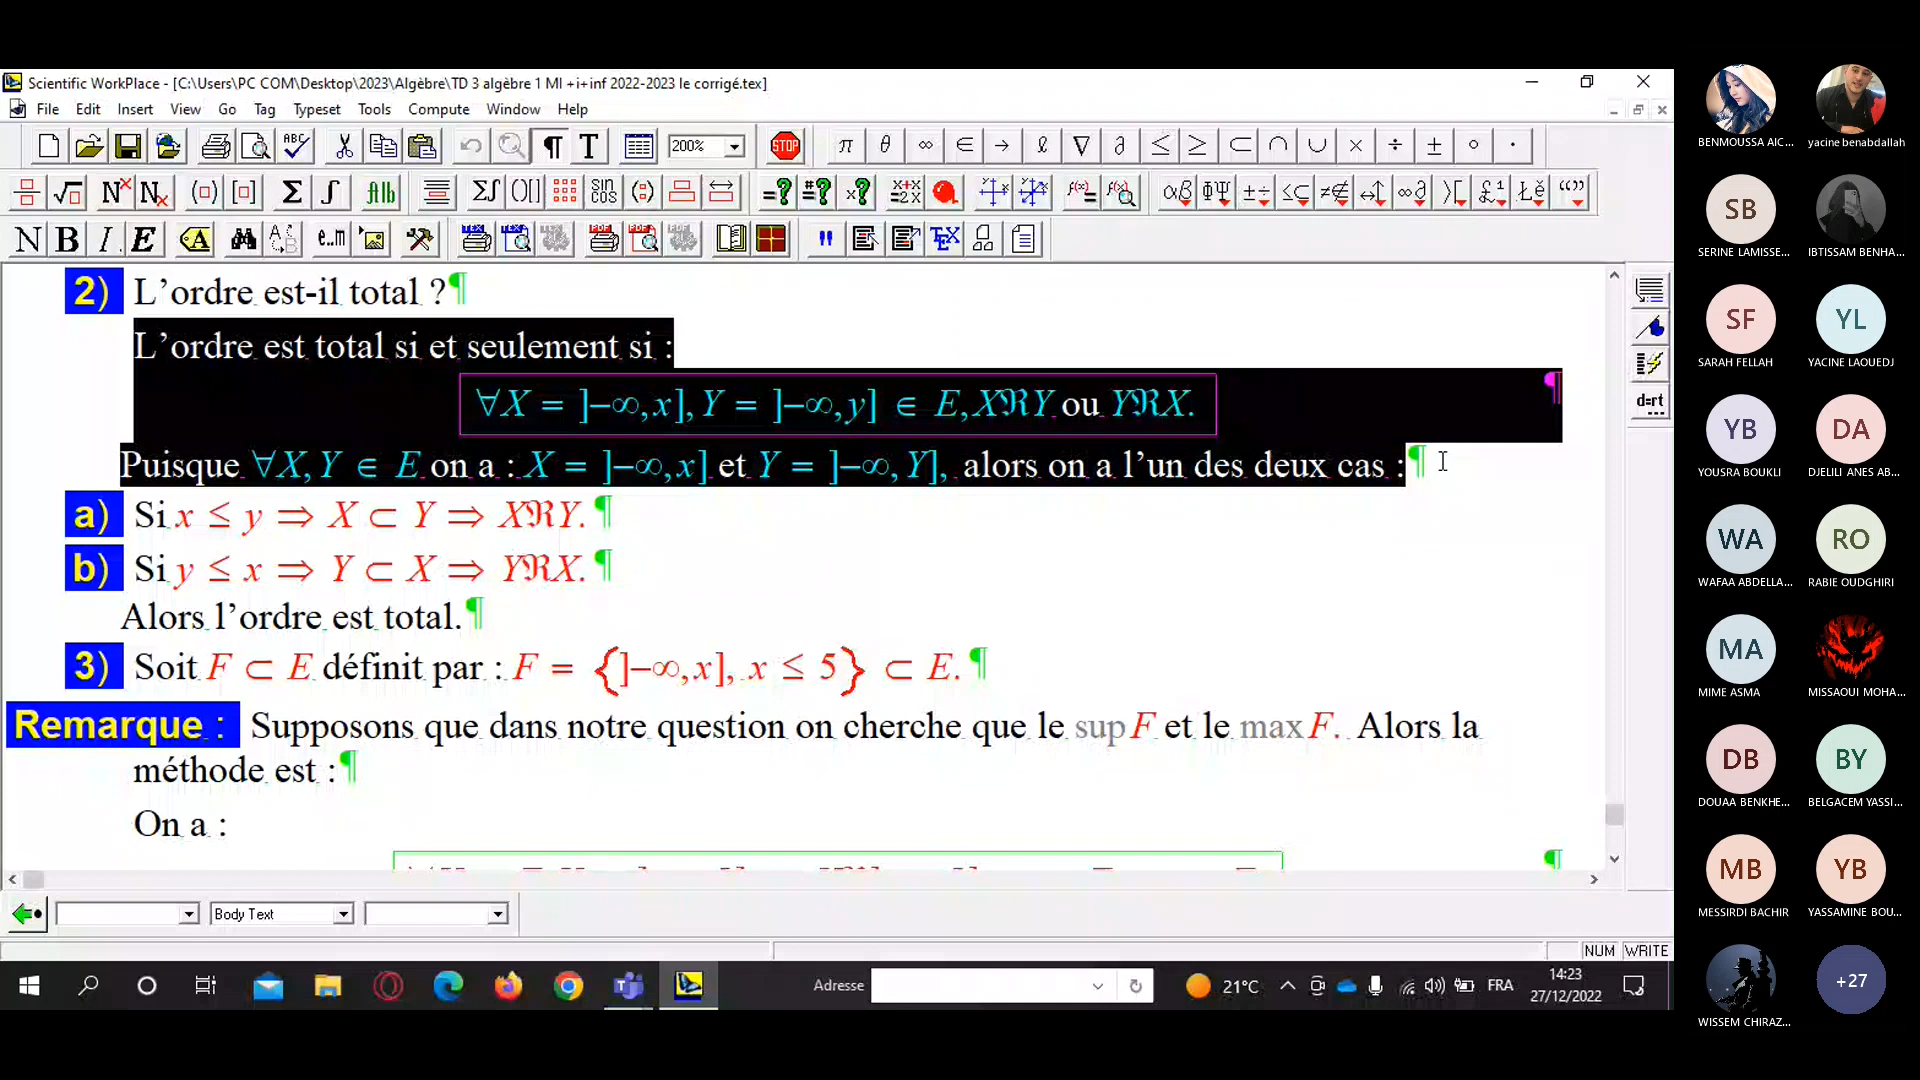 Scientific WorkPlace - [C:\Users\PC COM\Desktop\2023\Algèbre\TD 3 algèbre 1 MI +i+inf 2022-2023 le corrigé.tex]
File Edit Insert View Go Tag Typeset Tools Compute Window Help
200% STOP π θ ∞ ∈ → ℓ ∇ ∂ ≤ ≥ ⊂ ∩ ∪ × ÷ ± ∘ ·
N B I E
2) L’ordre est-il total ?¶
L’ordre est total si et seulement si :
∀X = ]−∞,x], Y = ]−∞,y] ∈ E, XℜY ou YℜX. ¶
Puisque ∀X, Y ∈ E on a : X = ]−∞,x] et Y = ]−∞,Y], alors on a l’un des deux cas :¶
a) Si x ≤ y ⇒ X ⊂ Y ⇒ XℜY.¶
b) Si y ≤ x ⇒ Y ⊂ X ⇒ YℜX.¶
Alors l’ordre est total.¶
3) Soit F ⊂ E définit par : F = {]−∞,x], x ≤ 5} ⊂ E.¶
Remarque : Supposons que dans notre question on cherche que le sup F et le max F. Alors la
méthode est :¶
On a :
Body Text
NUM WRITE
Adresse
21°C
FRA
14:23
27/12/2022
BENMOUSSA AIC... yacine benabdallah
SB
SERINE LAMISSE... IBTISSAM BENHA...
SF YL
SARAH FELLAH YACINE LAOUEDJ
YB DA
YOUSRA BOUKLI DJELILI ANES AB...
WA RO
WAFAA ABDELLA... RABIE OUDGHIRI
MA
MIME ASMA MISSAOUI MOHA...
DB BY
DOUAA BENKHE... BELGACEM YASSI...
MB YB
MESSIRDI BACHIR YASSAMINE BOU...
+27
WISSEM CHIRAZ...